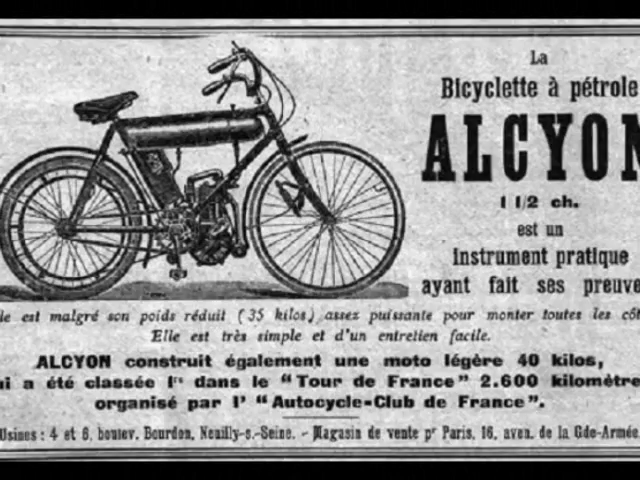 La
Bicyclette à pétrole
ALCYON
1 1/2 ch.
est un
instrument pratique
ayant fait ses preuve
le est malgré son poids réduit (35 kilos), assez puissante pour monter toutes les côt
Elle est très simple et d'un entretien facile.
ALCYON construit également une moto légère 40 kilos,
ui a été classée 1re dans le "Tour de France" 2.600 kilomètre
organisé par l' "Autocycle-Club de France".
Usines : 4 et 6, boulev. Bourdon, Neuilly-s.-Seine. - Magasin de vente pr Paris, 16, aven. de la Gde-Armée.